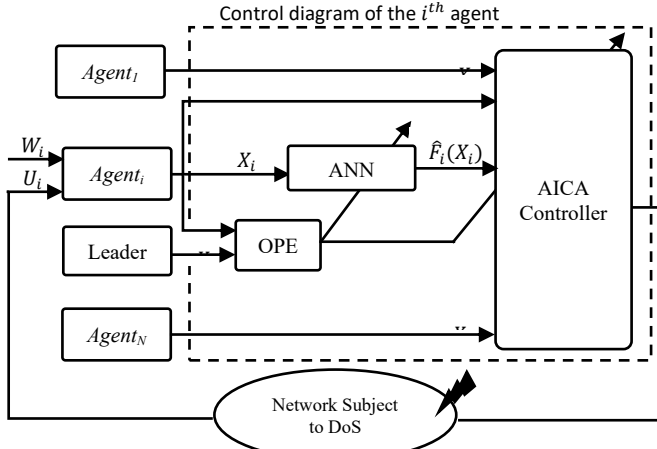 Control diagram of the $i^{th}$ agent
Agent₁
W_i
U_i
Agent_i
X_i
ANN
F̂_i(X_i)
AICA
Controller
Leader
OPE
Agent_N
Network Subject
to DoS